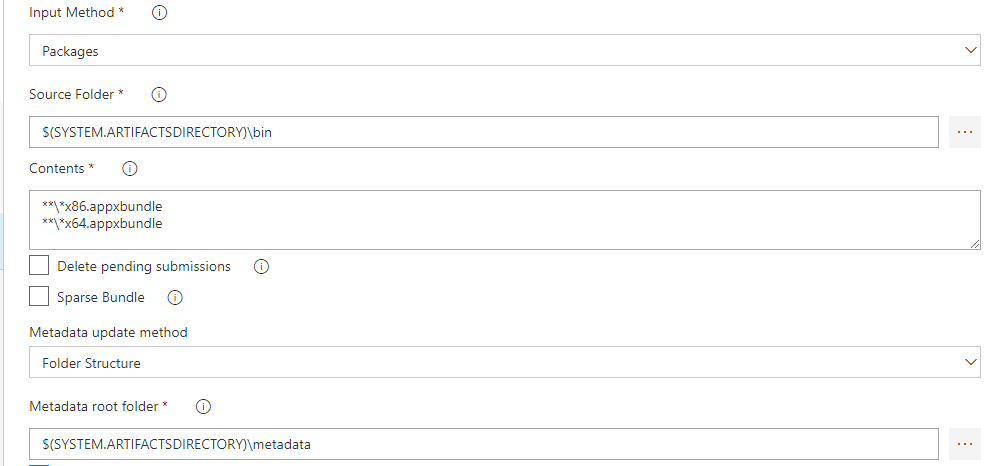 Input Method *
Packages
Source Folder *
$(SYSTEM.ARTIFACTSDIRECTORY)\bin
...
Contents *
**\*x86.appxbundle
**\*x64.appxbundle
Delete pending submissions
Sparse Bundle
Metadata update method
Folder Structure
Metadata root folder *
$(SYSTEM.ARTIFACTSDIRECTORY)\metadata
...